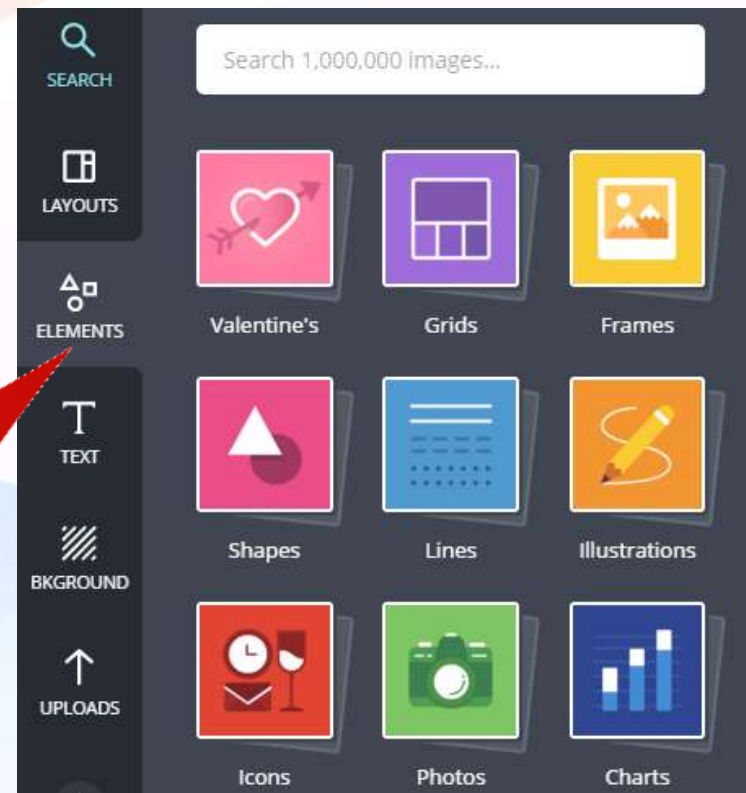 SEARCH
Search 1,000,000 images...
LAYOUTS
ELEMENTS
TEXT
BKGROUND
UPLOADS
Valentine's
Grids
Frames
Shapes
Lines
Illustrations
Icons
Photos
Charts